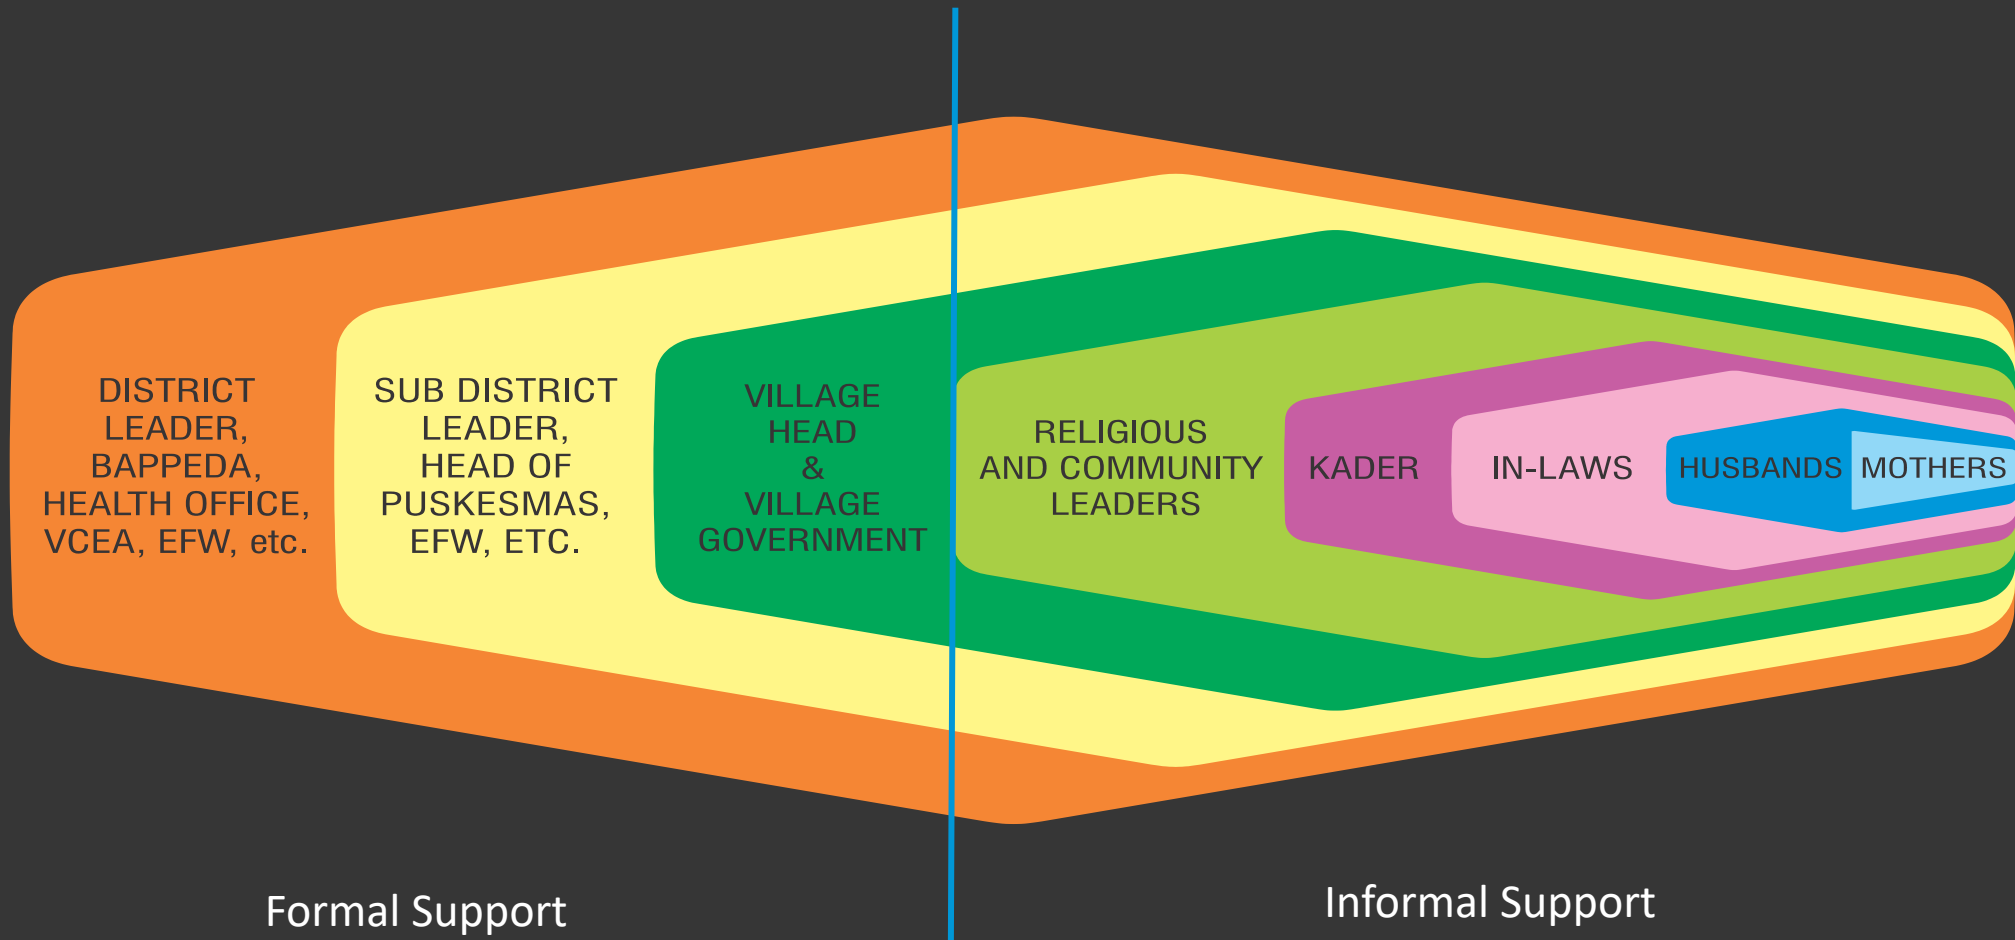 DISTRICT
LEADER,
BAPPEDA,
HEALTH OFFICE,
VCEA, EFW, etc.
SUB DISTRICT
LEADER,
HEAD OF
PUSKESMAS,
EFW, ETC.
VILLAGE
HEAD
&
VILLAGE
GOVERNMENT
RELIGIOUS
AND COMMUNITY
LEADERS
KADER
IN-LAWS
HUSBANDS
MOTHERS
Formal Support
Informal Support